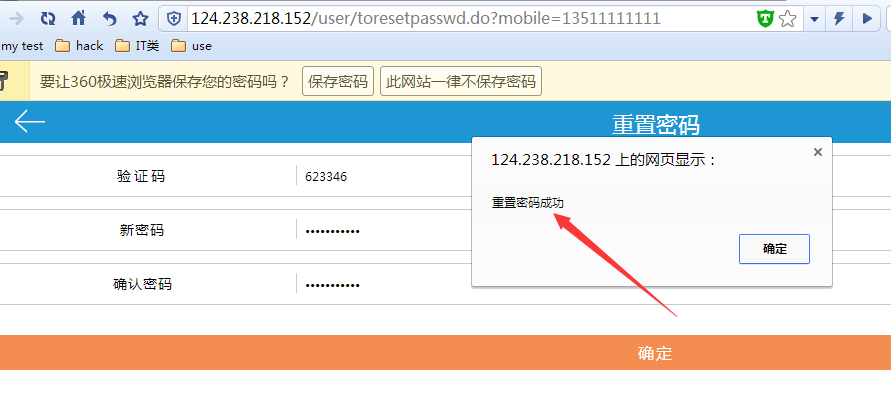 124.238.218.152/user/toresetpasswd.do?mobile=13511111111
my test hack IT类 use
要让360极速浏览器保存您的密码吗？ 保存密码 此网站一律不保存密码
重置密码
124.238.218.152 上的网页显示：
重置密码成功
确定
验证码 623346
新密码 •••••••••••
确认密码 •••••••••••
确定